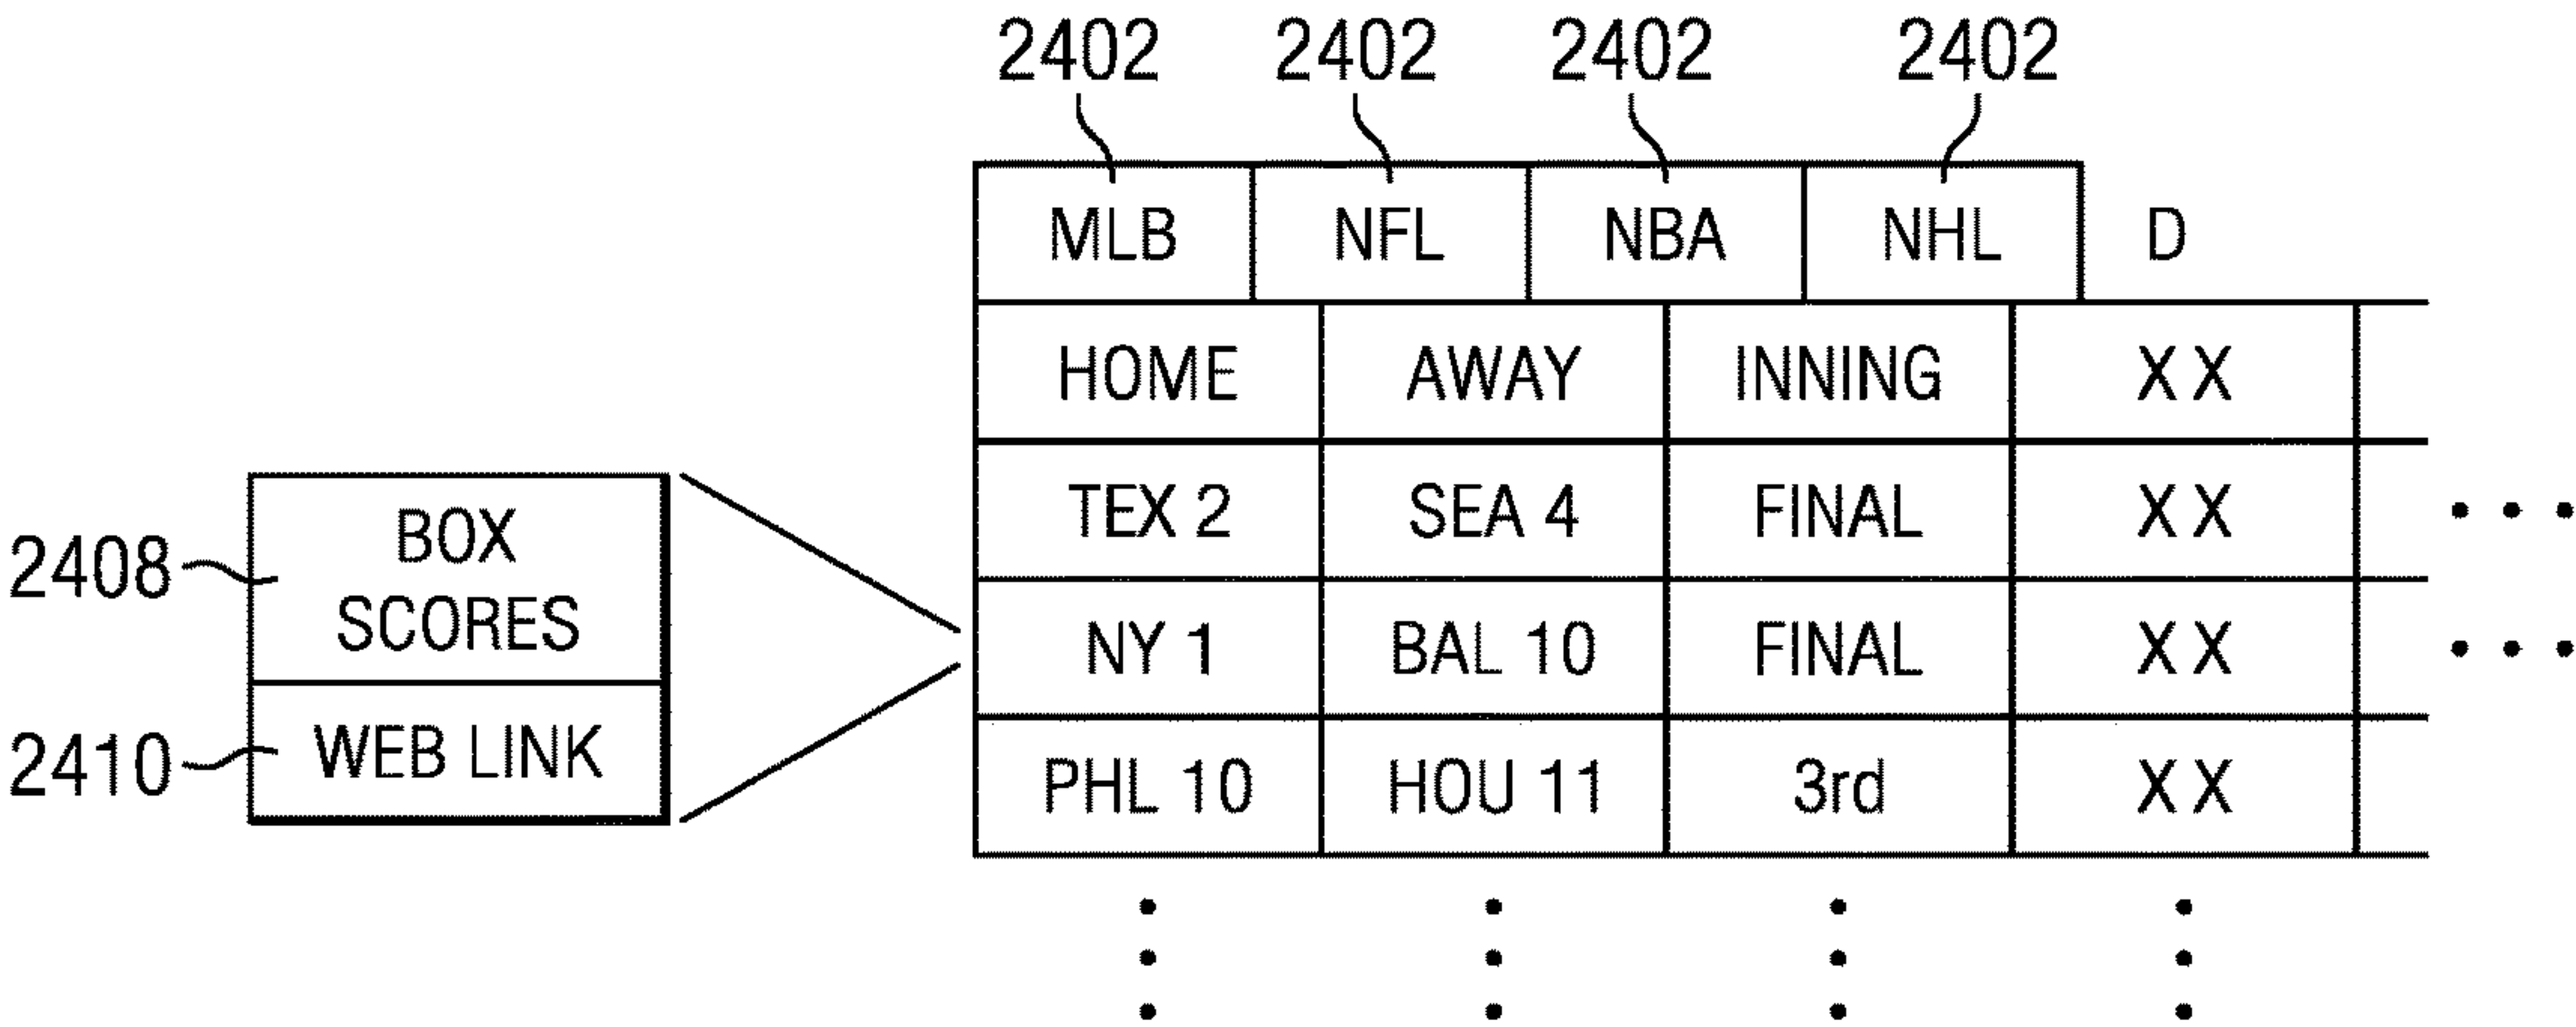 2402 2402 2402 2402
MLB NFL NBA NHL D
HOME AWAY INNING X X
TEX 2 SEA 4 FINAL X X
NY 1 BAL 10 FINAL X X
PHL 10 HOU 11 3rd X X
2408 BOX
SCORES
2410 WEB LINK